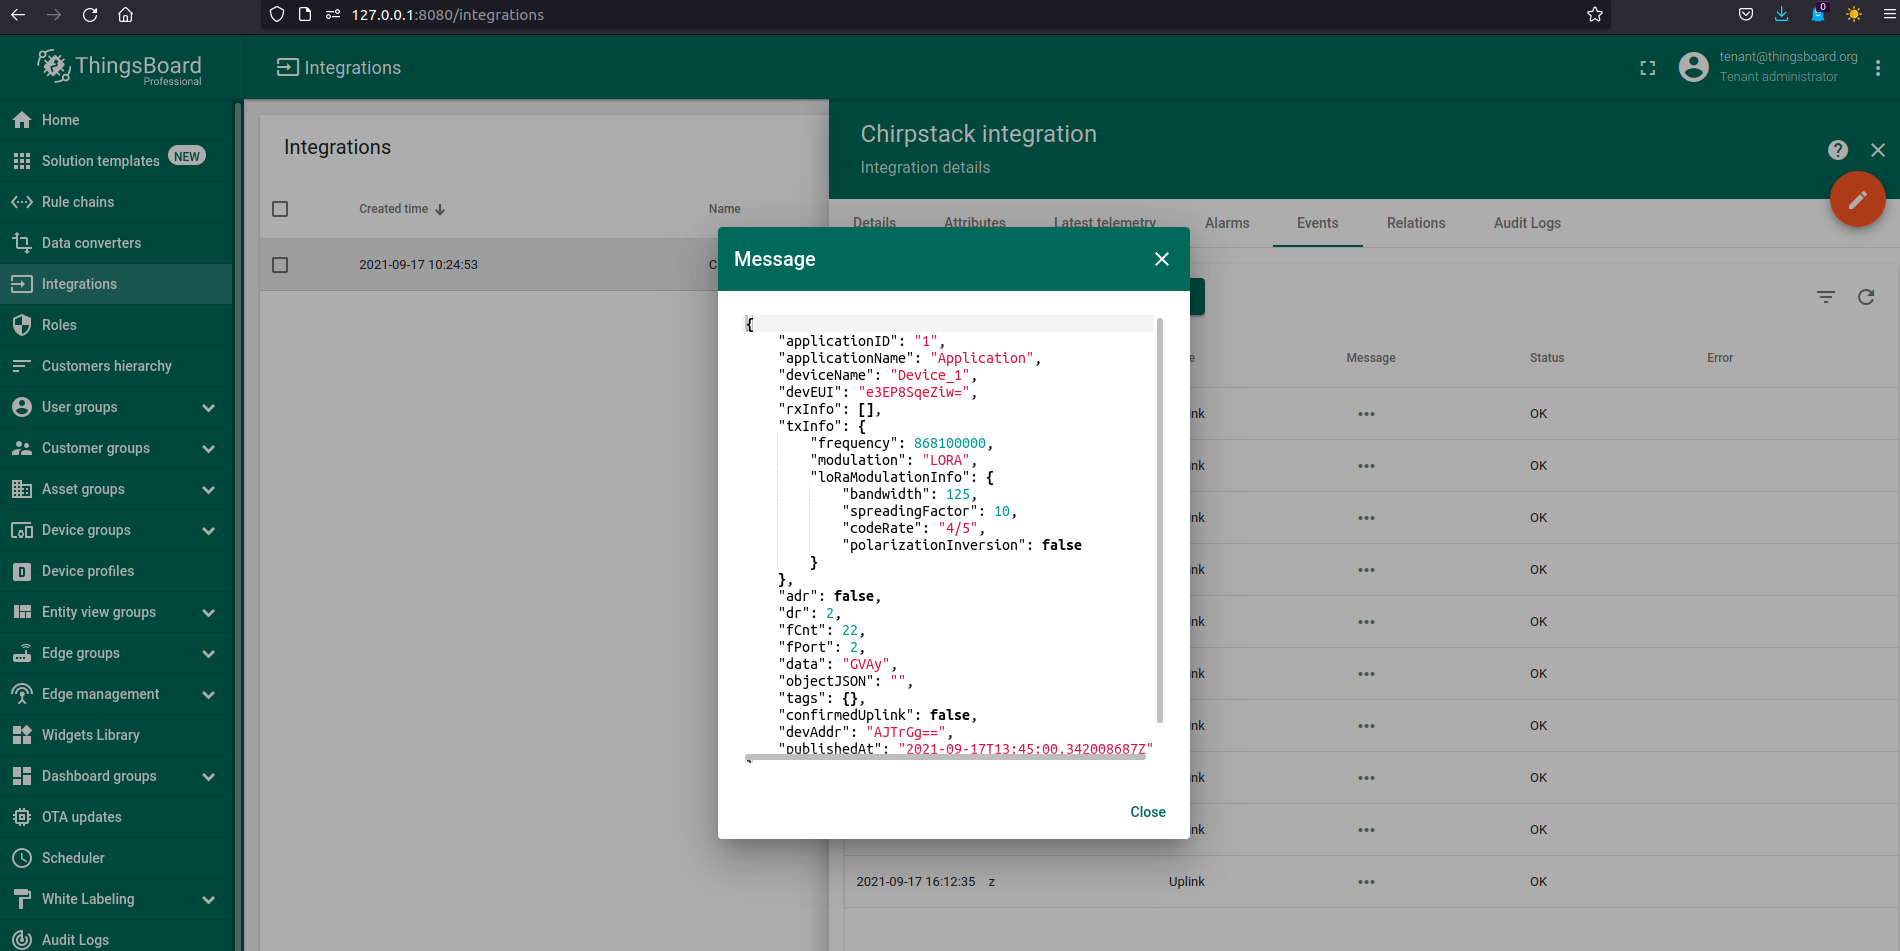 127.0.0.1:8080/integrations
0
ThingsBoard
Professional
Integrations
tenant@thingsboard.org
Tenant administrator
Home
Solution templates NEW
Rule chains
Data converters
Integrations
Roles
Customers hierarchy
User groups
Customer groups
Asset groups
Device groups
Device profiles
Entity view groups
Edge groups
Edge management
Widgets Library
Dashboard groups
OTA updates
Scheduler
White Labeling
Audit Logs
Integrations
Created time Name
2021-09-17 10:24:53 C
Chirpstack integration
Integration details
Details Attributes Latest telemetry Alarms Events Relations Audit Logs
e Message Status Error
nk ••• OK
nk ••• OK
nk ••• OK
nk ••• OK
nk ••• OK
nk ••• OK
nk ••• OK
nk ••• OK
nk ••• OK
2021-09-17 16:12:35 z Uplink ••• OK
Message
{
"applicationID": "1",
"applicationName": "Application",
"deviceName": "Device_1",
"devEUI": "e3EP8SqeZiw=",
"rxInfo": [],
"txInfo": {
"frequency": 868100000,
"modulation": "LORA",
"loRaModulationInfo": {
"bandwidth": 125,
"spreadingFactor": 10,
"codeRate": "4/5",
"polarizationInversion": false
}
},
"adr": false,
"dr": 2,
"fCnt": 22,
"fPort": 2,
"data": "GVAy",
"objectJSON": "",
"tags": {},
"confirmedUplink": false,
"devAddr": "AJTrGg==",
"publishedAt": "2021-09-17T13:45:00.342008687Z"
Close